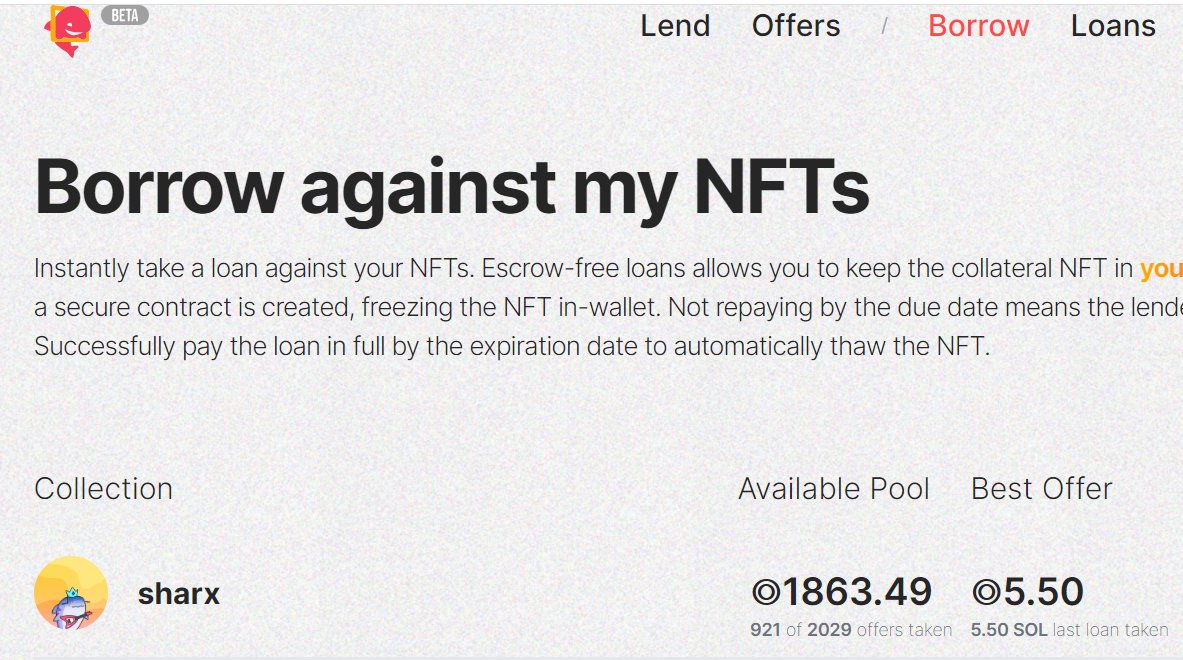 BETA
Lend Offers / Borrow Loans
Borrow against my NFTs
Instantly take a loan against your NFTs. Escrow-free loans allows you to keep the collateral NFT in you
a secure contract is created, freezing the NFT in-wallet. Not repaying by the due date means the lende
Successfully pay the loan in full by the expiration date to automatically thaw the NFT.
Collection Available Pool Best Offer
sharx ◎1863.49 ◎5.50
921 of 2029 offers taken 5.50 SOL last loan taken